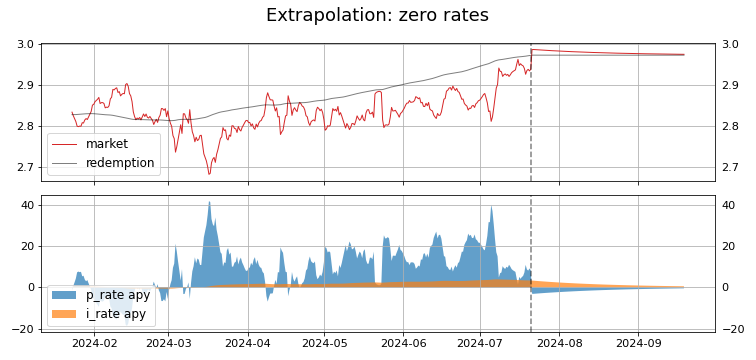 Extrapolation: zero rates
3.0 3.0
2.9 2.9
2.8 2.8
2.7 2.7
market
redemption
40 40
20 20
0 0
−20 −20
p_rate apy
i_rate apy
2024-02 2024-03 2024-04 2024-05 2024-06 2024-07 2024-08 2024-09